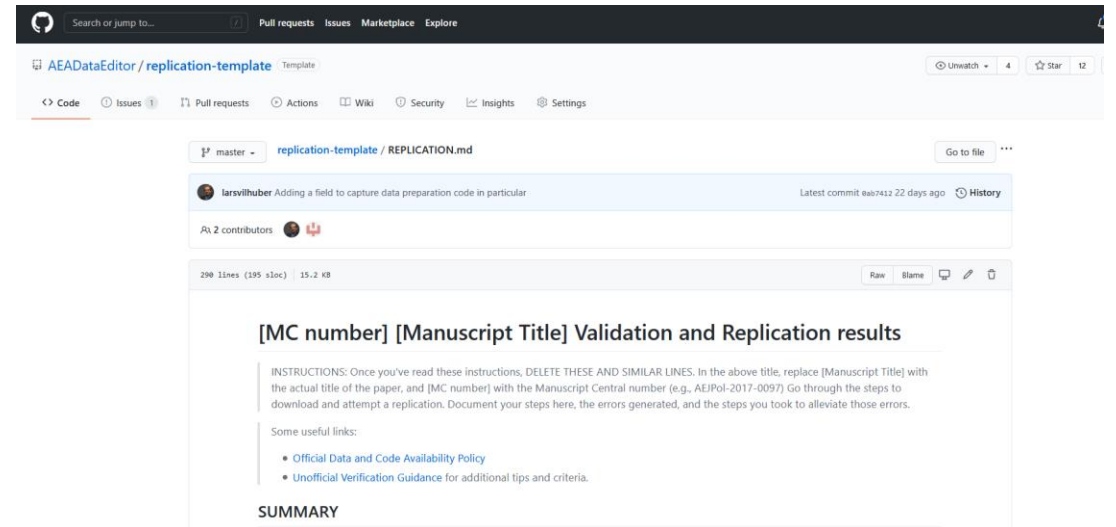 Search or jump to... / Pull requests Issues Marketplace Explore
AEADataEditor / replication-template Template Unwatch 4 Star 12
<> Code Issues 1 Pull requests Actions Wiki Security Insights Settings
master replication-template / REPLICATION.md Go to file ...
larsvilhuber Adding a field to capture data preparation code in particular Latest commit 0ab7412 22 days ago History
2 contributors
290 lines (195 sloc) 15.2 KB Raw Blame
[MC number] [Manuscript Title] Validation and Replication results
INSTRUCTIONS: Once you've read these instructions, DELETE THESE AND SIMILAR LINES. In the above title, replace [Manuscript Title] with
the actual title of the paper, and [MC number] with the Manuscript Central number (e.g., AEJPol-2017-0097) Go through the steps to
download and attempt a replication. Document your steps here, the errors generated, and the steps you took to alleviate those errors.
Some useful links:
• Official Data and Code Availability Policy
• Unofficial Verification Guidance for additional tips and criteria.
SUMMARY